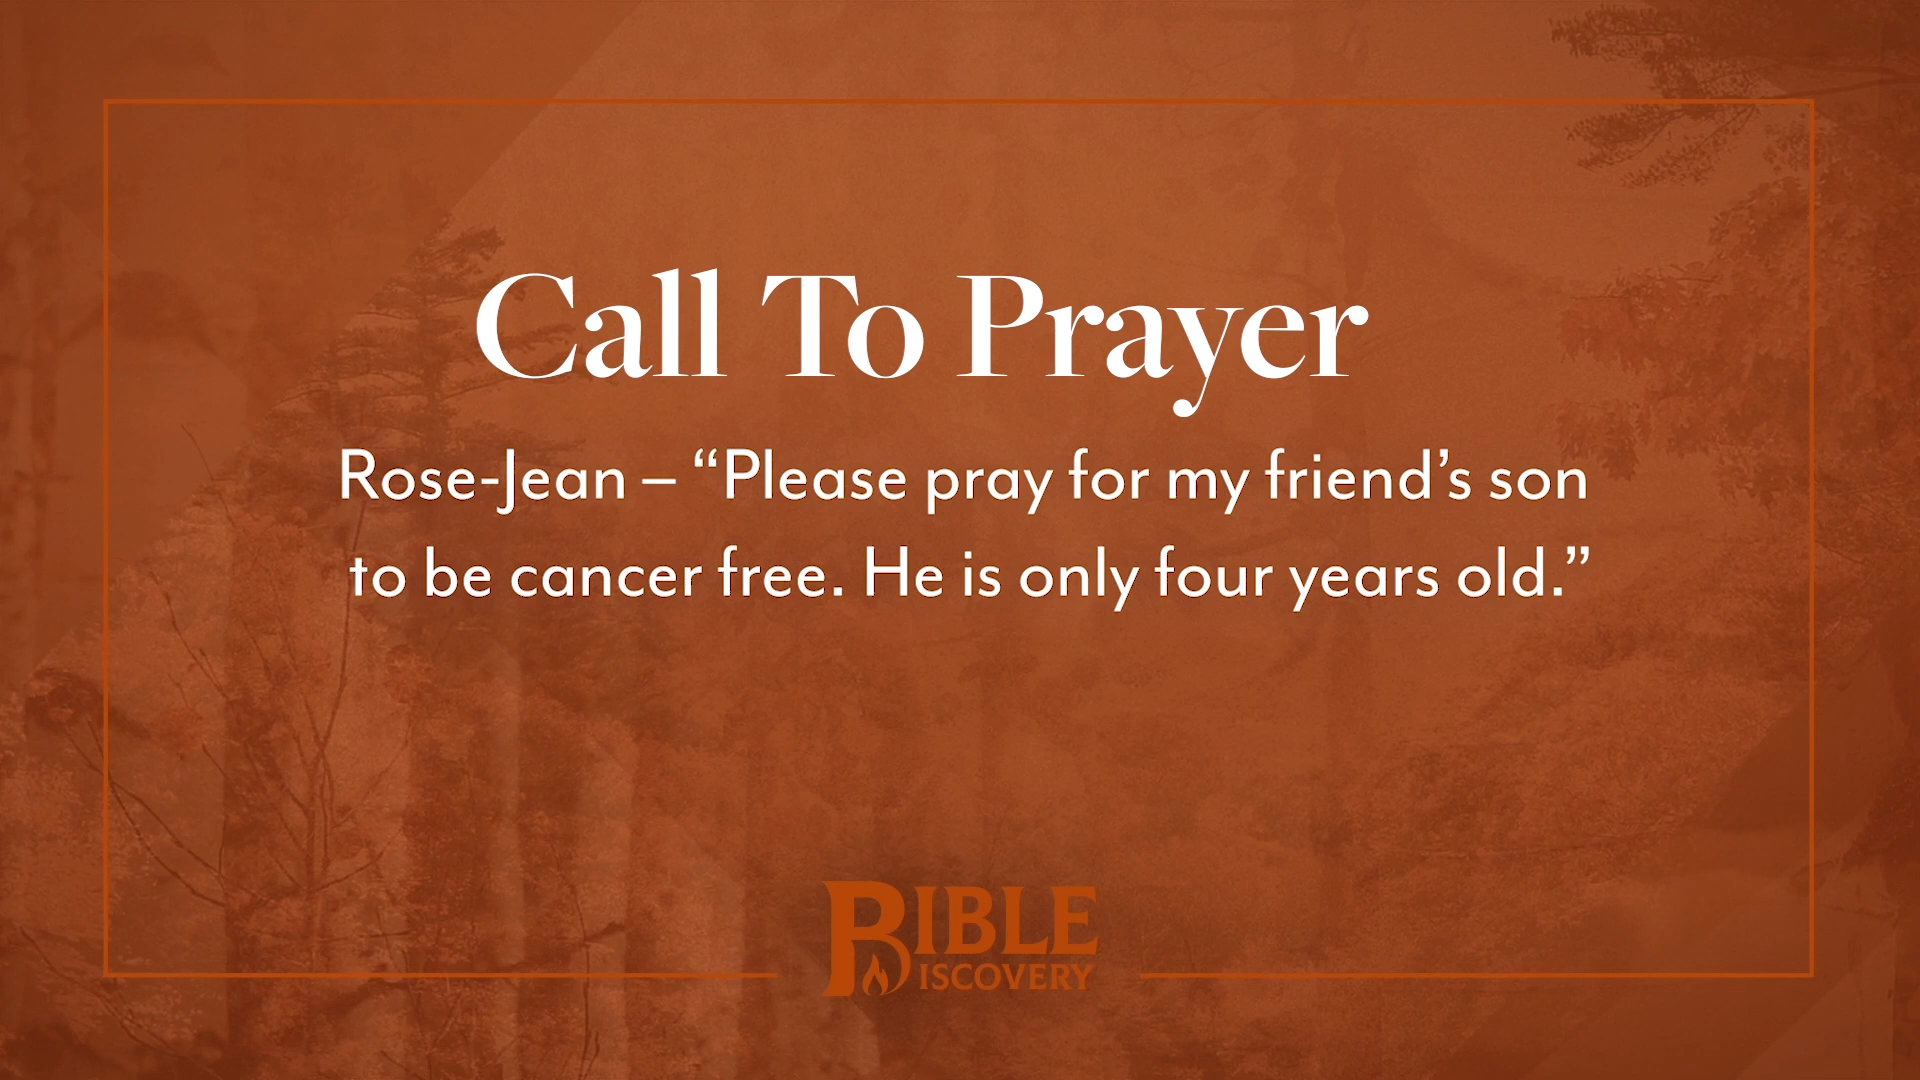 Call To Prayer
Rose-Jean – “Please pray for my friend’s son
to be cancer free. He is only four years old.”
BIBLE
DISCOVERY